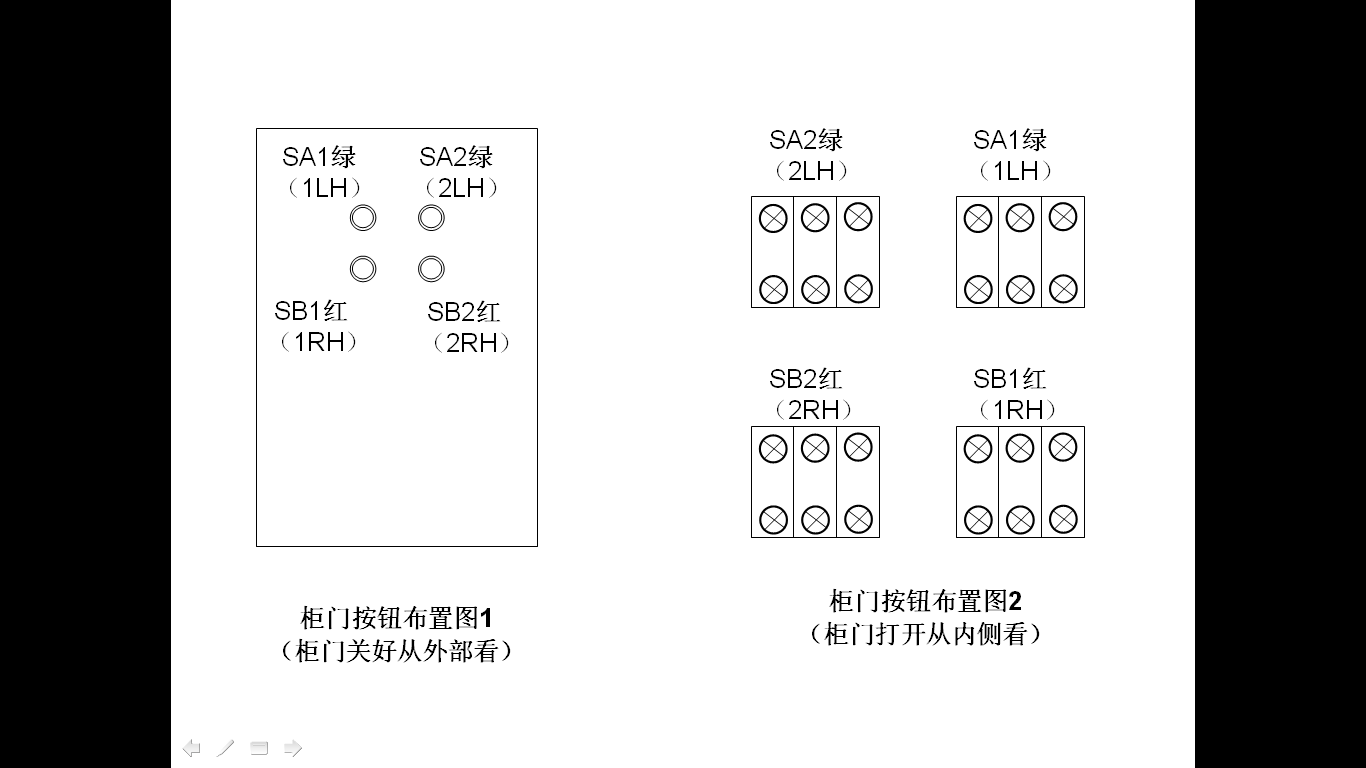 SA1绿
（1LH）
SA2绿
（2LH）
SB1红
（1RH）
SB2红
（2RH）
柜门按钮布置图1
（柜门关好从外部看）
SA2绿
（2LH）
SA1绿
（1LH）
SB2红
（2RH）
SB1红
（1RH）
柜门按钮布置图2
（柜门打开从内侧看）